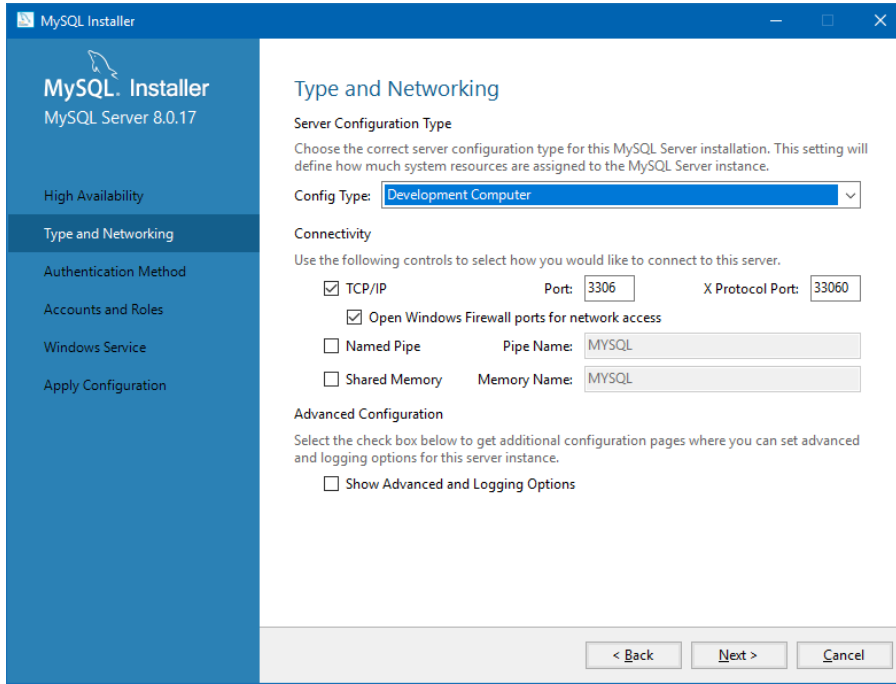 MySQL Installer
MySQL. Installer
MySQL Server 8.0.17
High Availability
Type and Networking
Authentication Method
Accounts and Roles
Windows Service
Apply Configuration
Type and Networking
Server Configuration Type
Choose the correct server configuration type for this MySQL Server installation. This setting will
define how much system resources are assigned to the MySQL Server instance.
Config Type: Development Computer
Connectivity
Use the following controls to select how you would like to connect to this server.
TCP/IP Port: 3306 X Protocol Port: 33060
Open Windows Firewall ports for network access
Named Pipe Pipe Name: MYSQL
Shared Memory Memory Name: MYSQL
Advanced Configuration
Select the check box below to get additional configuration pages where you can set advanced
and logging options for this server instance.
Show Advanced and Logging Options
< Back Next > Cancel